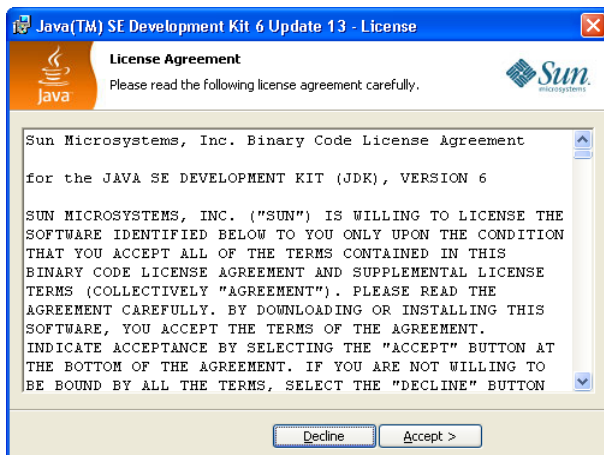 Java(TM) SE Development Kit 6 Update 13 - License
License Agreement
Please read the following license agreement carefully.
Java
Sun
microsystems
Sun Microsystems, Inc. Binary Code License Agreement
for the JAVA SE DEVELOPMENT KIT (JDK), VERSION 6
SUN MICROSYSTEMS, INC. ("SUN") IS WILLING TO LICENSE THE
SOFTWARE IDENTIFIED BELOW TO YOU ONLY UPON THE CONDITION
THAT YOU ACCEPT ALL OF THE TERMS CONTAINED IN THIS
BINARY CODE LICENSE AGREEMENT AND SUPPLEMENTAL LICENSE
TERMS (COLLECTIVELY "AGREEMENT"). PLEASE READ THE
AGREEMENT CAREFULLY. BY DOWNLOADING OR INSTALLING THIS
SOFTWARE, YOU ACCEPT THE TERMS OF THE AGREEMENT.
INDICATE ACCEPTANCE BY SELECTING THE "ACCEPT" BUTTON AT
THE BOTTOM OF THE AGREEMENT. IF YOU ARE NOT WILLING TO
BE BOUND BY ALL THE TERMS, SELECT THE "DECLINE" BUTTON
Decline
Accept >